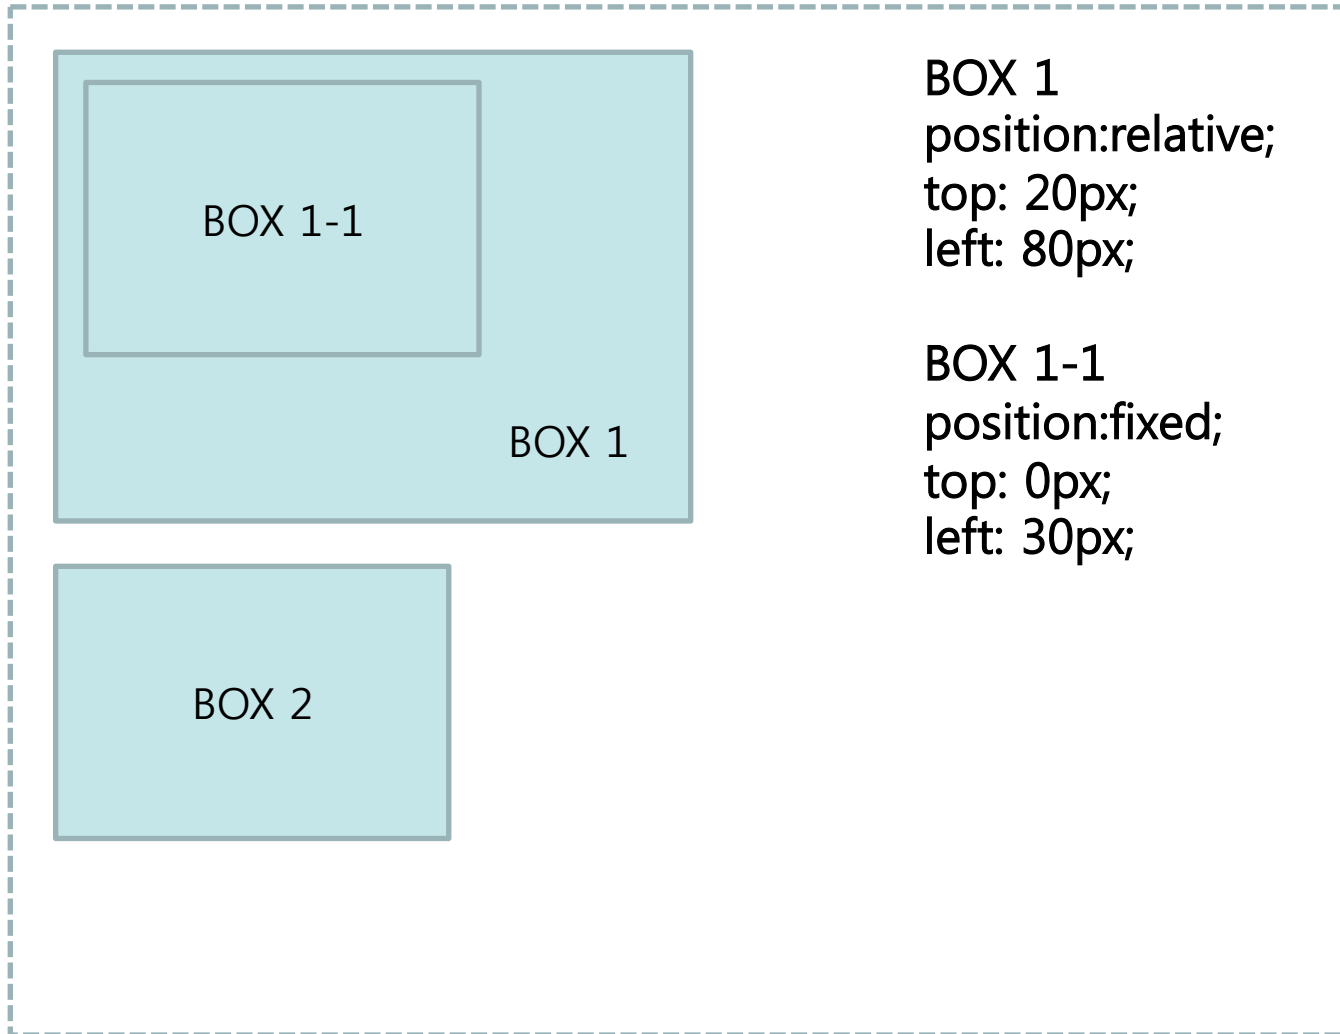 BOX 1-1
BOX 1
BOX 2
BOX 1
position:relative;
top: 20px;
left: 80px;
BOX 1-1
position:fixed;
top: 0px;
left: 30px;